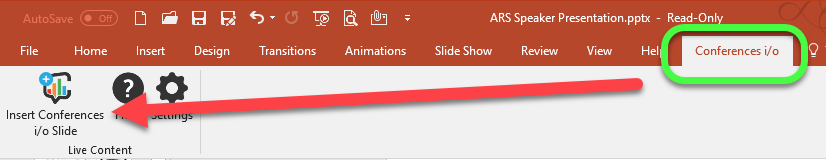 AutoSave Off ARS Speaker Presentation.pptx - Read-Only
File Home Insert Design Transitions Animations Slide Show Review View Conferences i/o
Insert Conferences
i/o Slide
Live Content